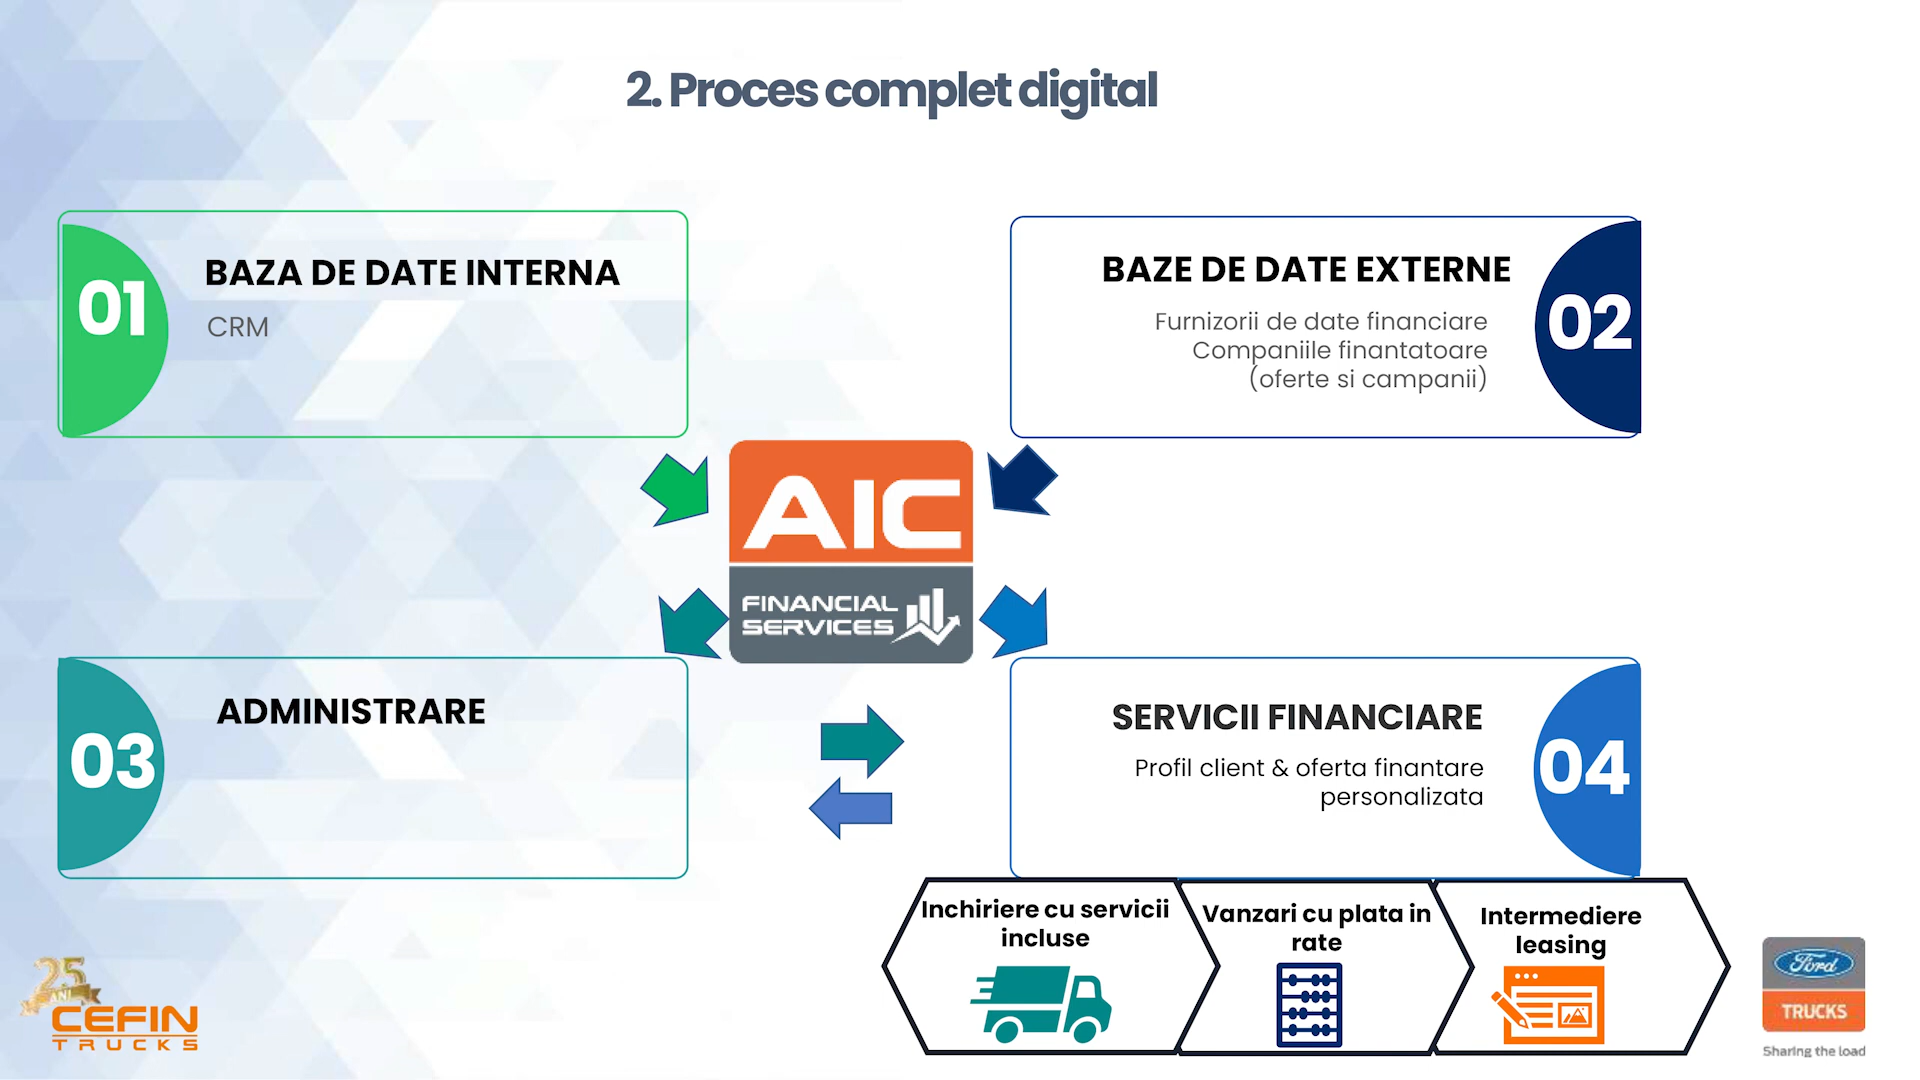 2. Proces complet digital
01
BAZA DE DATE INTERNA
CRM
BAZE DE DATE EXTERNE
Furnizorii de date financiare
Companiile finantatoare
(oferte si campanii)
02
AIC
FINANCIAL
SERVICES
03
ADMINISTRARE
SERVICII FINANCIARE
Profil client & oferta finantare
personalizata
04
Inchiriere cu servicii
incluse
Vanzari cu plata in
rate
Intermediere
leasing
25
ANI
CEFIN
TRUCKS
Ford
TRUCKS
Sharing the load